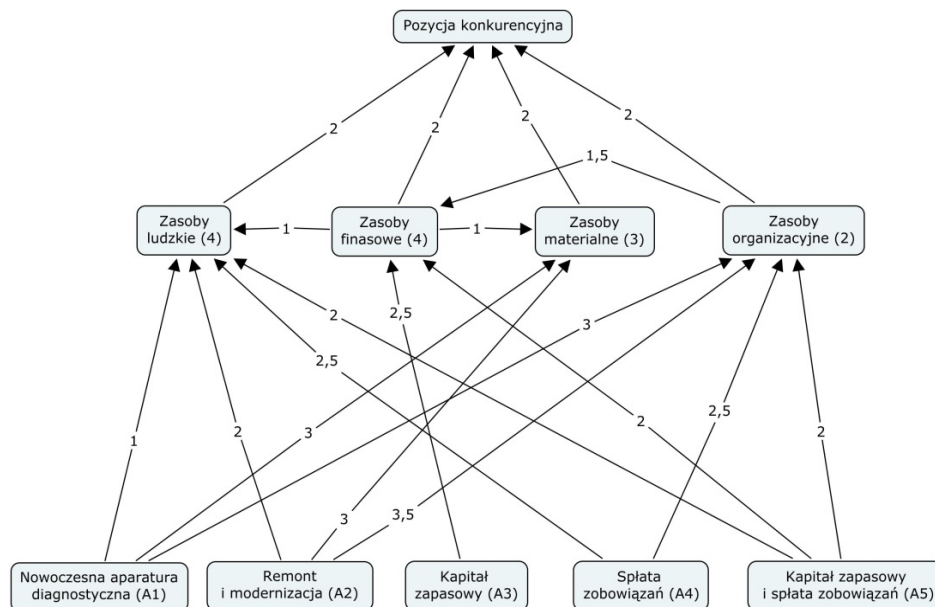 Pozycja konkurencyjna
2
2
2
2
1,5
Zasoby
ludzkie (4)
1
Zasoby
finasowe (4)
1
Zasoby
materialne (3)
Zasoby
organizacyjne (2)
2,5
2
3
2,5
2,5
1
2
3
2
2
3
3,5
Nowoczesna aparatura
diagnostyczna (A1)
Remont
i modernizacja (A2)
Kapitał
zapasowy (A3)
Spłata
zobowiązań (A4)
Kapitał zapasowy
i spłata zobowiązań (A5)